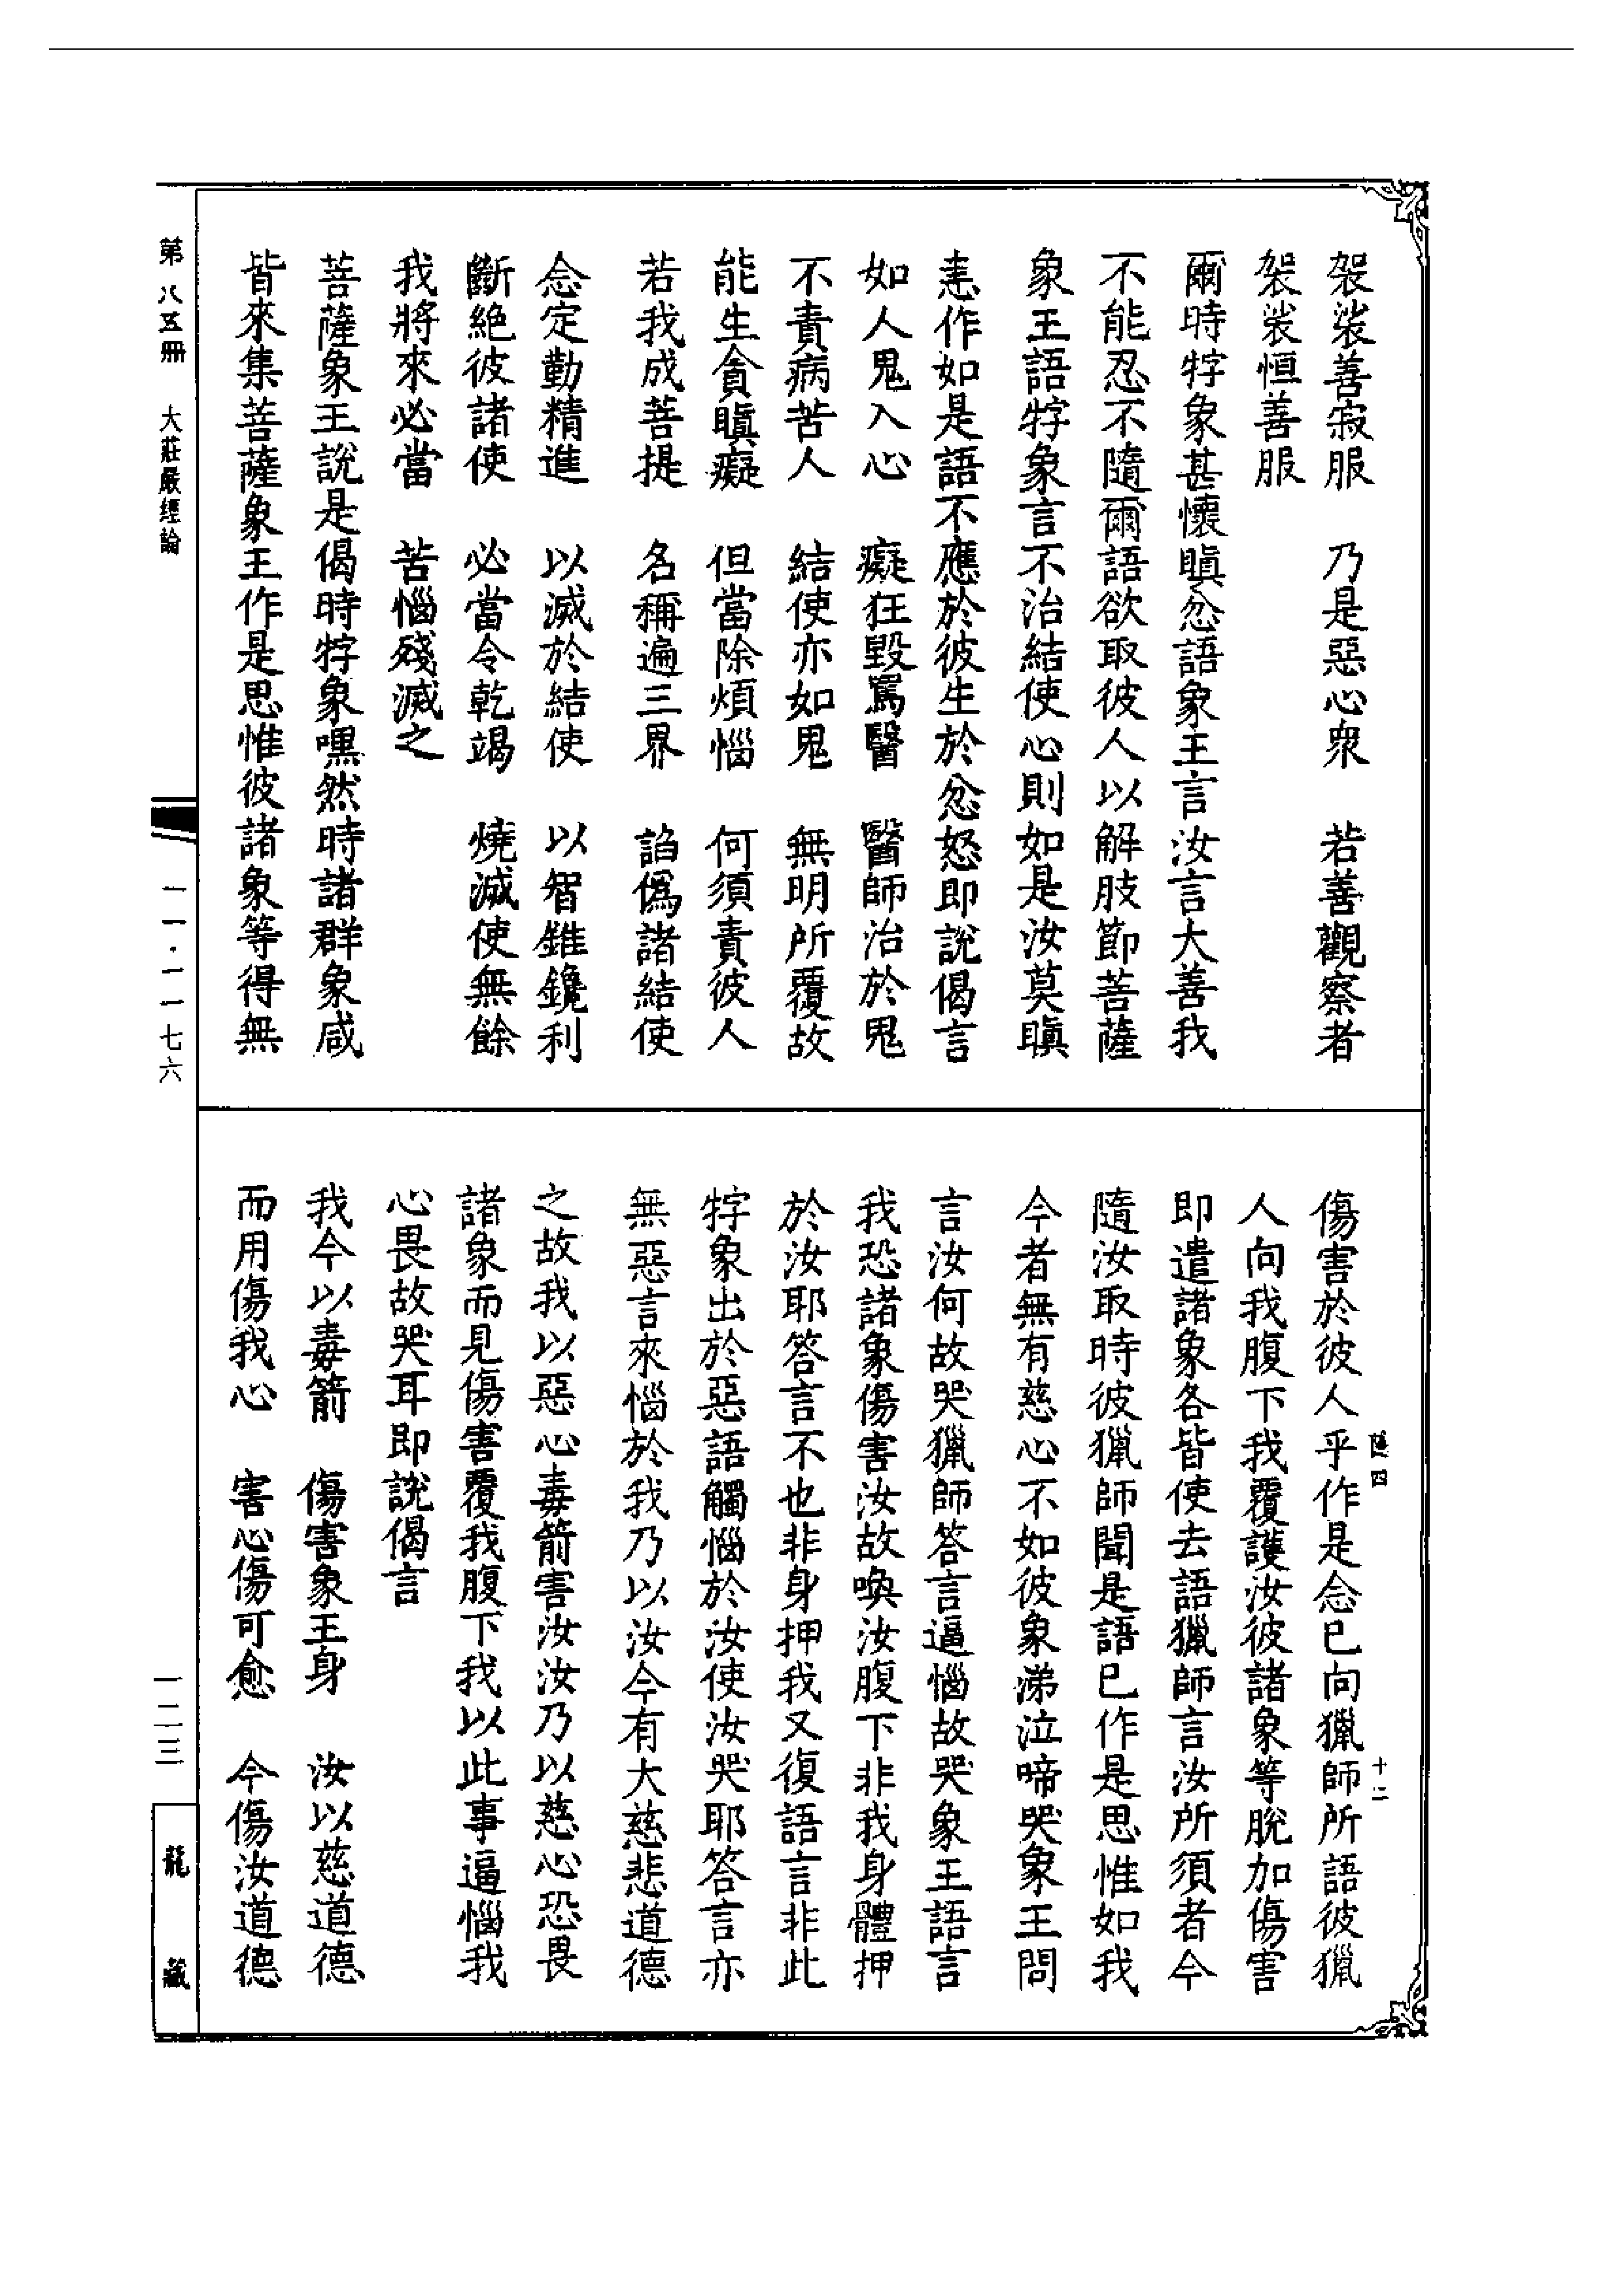 袈裟善寂服　乃是惡心衆　若善觀察者
袈裟恒善服
爾時牸象甚懷瞋忿語象王言汝言大善我
不能忍不隨爾語欲取彼人以解肢節菩薩
象王語牸象言不治結使心則如是汝莫瞋
恚作如是語不應於彼生於忿怒即說偈言
如人鬼入心　癡狂毀罵醫　醫師治於鬼
不責病苦人　結使亦如鬼　無明所覆故
能生貪瞋癡　但當除煩惱　何須責彼人
若我成菩提　名稱遍三界　諂僞諸結使
念定勤精進　以滅於結使　以智錐鑱利
斷絕彼諸使　必當令乾竭　燒滅使無餘
我將來必當　苦惱殘滅之
菩薩象王說是偈時牸象嘿然時諸群象咸
皆來集菩薩象王作是思惟彼諸象等得無
傷害於彼人乎作是念已向獵師所語彼獵
人向我腹下我覆護汝彼諸象等脫加傷害
即遣諸象各皆使去語獵師言汝所須者今
隨汝取時彼獵師聞是語已作是思惟如我
今者無有慈心不如彼象涕泣啼哭象王問
言汝何故哭獵師答言逼惱故哭象王語言
我恐諸象傷害汝故喚汝腹下非我身體押
於汝耶答言不也非身押我又復語言非此
牸象出於惡語觸惱於汝使汝哭耶答言亦
無惡言來惱於我乃以汝今有大慈悲道德
之故我以惡心毒箭害汝汝乃以慈心恐畏
諸象而見傷害覆我腹下我以此事逼惱我
心畏故哭耳即說偈言
我今以毒箭　傷害象王身　汝以慈道德
而用傷我心　害心傷可愈　今傷汝道德
四
十二
第八五冊　大莊嚴經論
一一·一一七六
一二三
龍藏